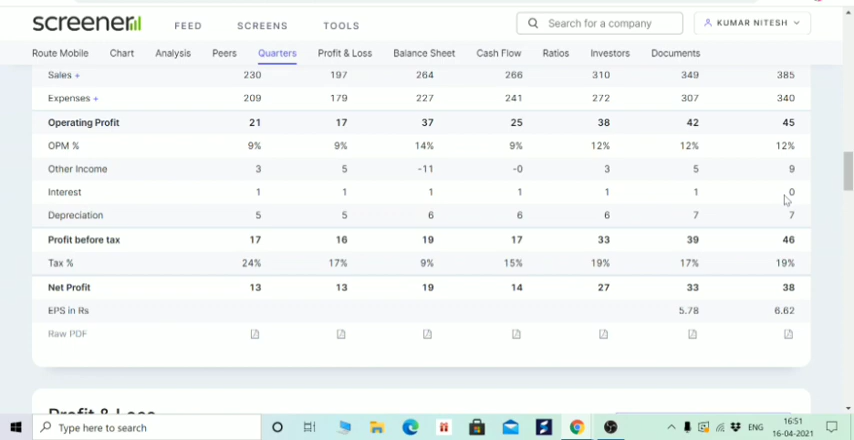 screener
FEED SCREENS TOOLS Search for a company KUMAR NITESH
Route Mobile Chart Analysis Peers Quarters Profit & Loss Balance Sheet Cash Flow Ratios Investors Documents
Sales + 230 197 264 266 310 349 385
Expenses + 209 179 227 241 272 307 340
Operating Profit 21 17 37 25 38 42 45
OPM % 9% 9% 14% 9% 12% 12% 12%
Other Income 3 5 -11 -0 3 5 9
Interest 1 1 1 1 1 1 0
Depreciation 5 5 6 6 6 7 7
Profit before tax 17 16 19 17 33 39 46
Tax % 24% 17% 9% 15% 19% 17% 19%
Net Profit 13 13 19 14 27 33 38
EPS in Rs 5.78 6.62
Raw PDF
Profit & Loss
Type here to search ENG 16:51
16-04-2021